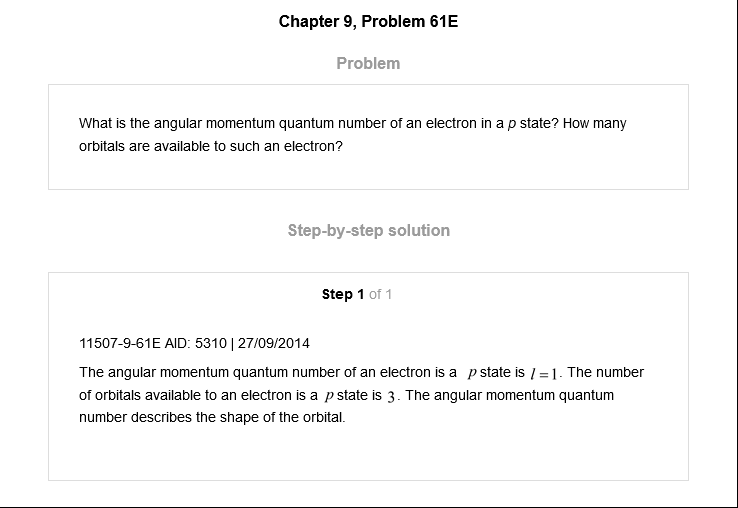 Chapter 9, Problem 61E
Problem
What is the angular momentum quantum number of an electron in a p state? How many
orbitals are available to such an electron?
Step-by-step solution
Step 1 of 1
11507-9-61E AID: 5310 | 27/09/2014
The angular momentum quantum number of an electron is a p state is l = 1. The number
of orbitals available to an electron is a p state is 3. The angular momentum quantum
number describes the shape of the orbital.